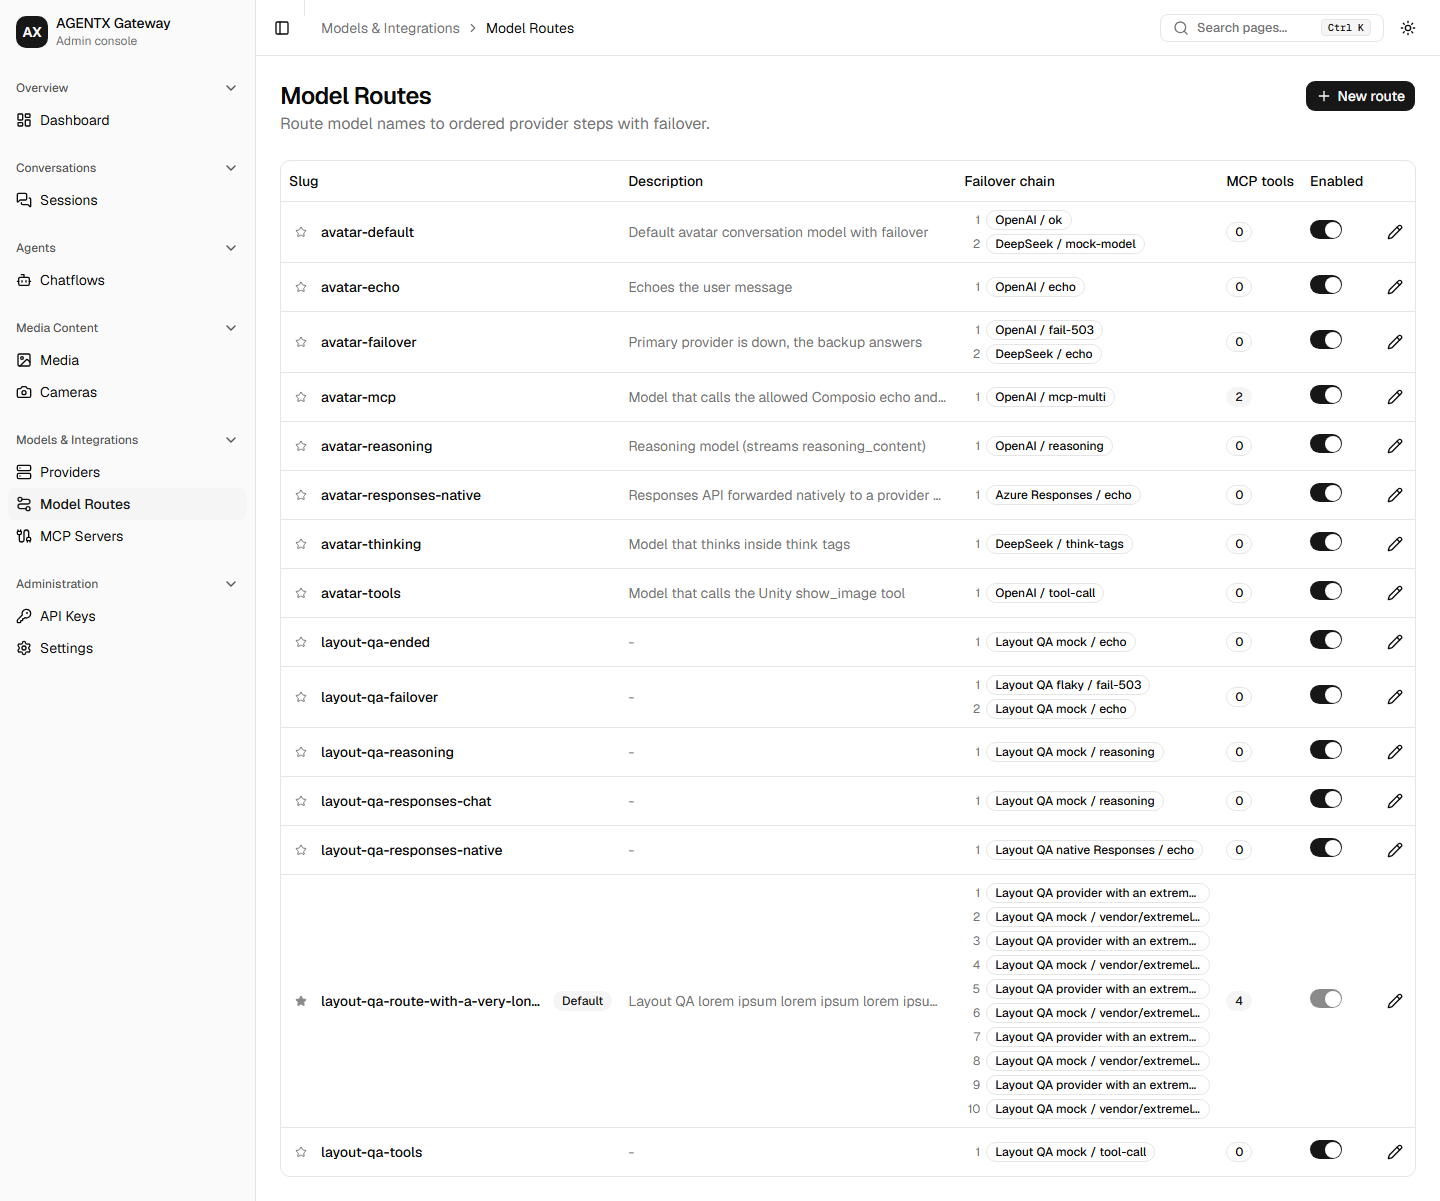 AX
AGENTX Gateway
Admin console
Overview
Dashboard
Conversations
Sessions
Agents
Chatflows
Media Content
Media
Cameras
Models & Integrations
Providers
Model Routes
MCP Servers
Administration
API Keys
Settings
Models & Integrations > Model Routes
Search pages... Ctrl K
Model Routes
Route model names to ordered provider steps with failover.
+ New route
Slug Description Failover chain MCP tools Enabled
avatar-default Default avatar conversation model with failover 1 OpenAI / ok 0
2 DeepSeek / mock-model
avatar-echo Echoes the user message 1 OpenAI / echo 0
avatar-failover Primary provider is down, the backup answers 1 OpenAI / fail-503 0
2 DeepSeek / echo
avatar-mcp Model that calls the allowed Composio echo and... 1 OpenAI / mcp-multi 2
avatar-reasoning Reasoning model (streams reasoning_content) 1 OpenAI / reasoning 0
avatar-responses-native Responses API forwarded natively to a provider ... 1 Azure Responses / echo 0
avatar-thinking Model that thinks inside think tags 1 DeepSeek / think-tags 0
avatar-tools Model that calls the Unity show_image tool 1 OpenAI / tool-call 0
layout-qa-ended - 1 Layout QA mock / echo 0
layout-qa-failover - 1 Layout QA flaky / fail-503 0
2 Layout QA mock / echo
layout-qa-reasoning - 1 Layout QA mock / reasoning 0
layout-qa-responses-chat - 1 Layout QA mock / reasoning 0
layout-qa-responses-native - 1 Layout QA native Responses / echo 0
layout-qa-route-with-a-very-lon... Default Layout QA lorem ipsum lorem ipsum lorem ipsu... 4
1 Layout QA provider with an extrem...
2 Layout QA mock / vendor/extremel...
3 Layout QA provider with an extrem...
4 Layout QA mock / vendor/extremel...
5 Layout QA provider with an extrem...
6 Layout QA mock / vendor/extremel...
7 Layout QA provider with an extrem...
8 Layout QA mock / vendor/extremel...
9 Layout QA provider with an extrem...
10 Layout QA mock / vendor/extremel...
layout-qa-tools - 1 Layout QA mock / tool-call 0